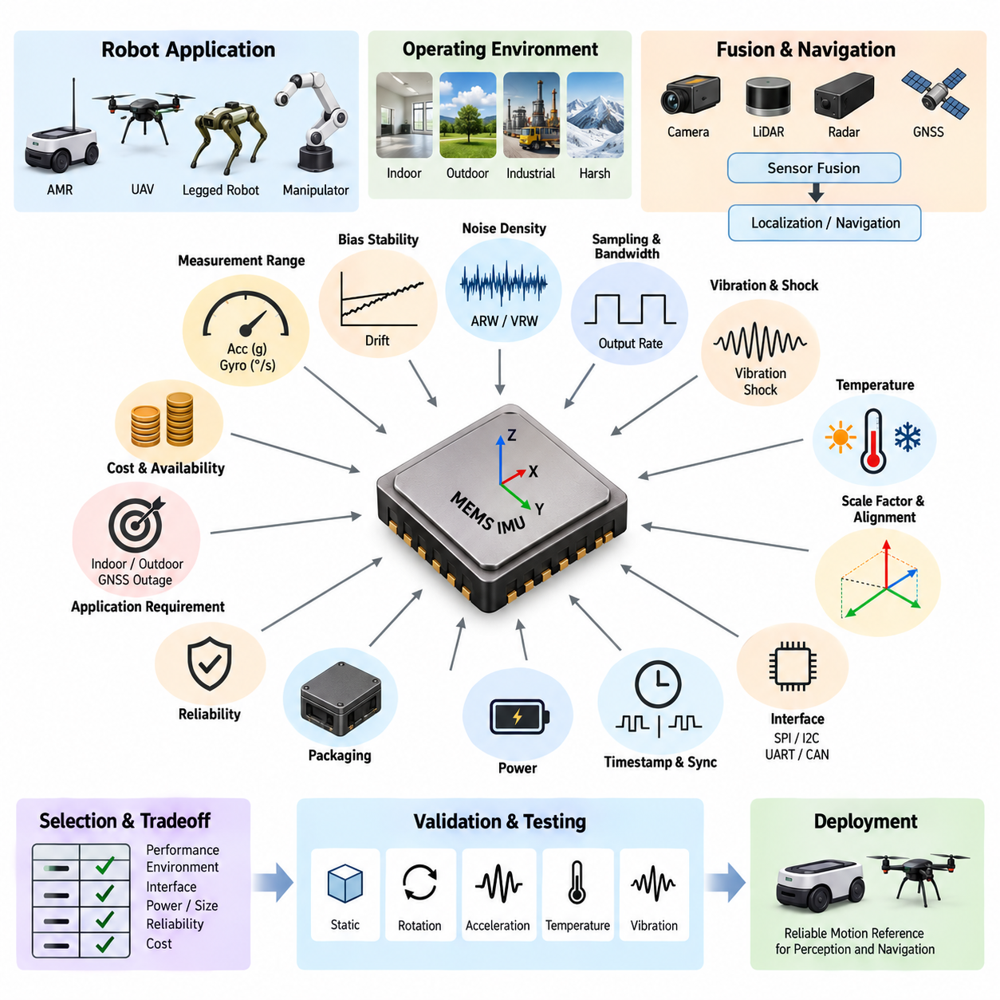 Robot Application
AMR
UAV
Legged Robot
Manipulator
Operating Environment
Indoor
Outdoor
Industrial
Harsh
Fusion & Navigation
Camera
LiDAR
Radar
GNSS
Sensor Fusion
Localization / Navigation
Measurement Range
Acc (g)
Gyro (°/s)
Bias Stability
Drift
Noise Density
ARW / VRW
Sampling &
Bandwidth
Output Rate
Vibration & Shock
Vibration
Shock
Temperature
Scale Factor &
Alignment
Cost & Availability
Indoor / Outdoor
GNSS Outage
Application Requirement
Z
X
Y
MEMS IMU
Reliability
Packaging
Power
Timestamp & Sync
Interface
SPI / I2C
UART / CAN
Selection & Tradeoff
Performance
Environment
Interface
Power / Size
Reliability
Cost
Validation & Testing
Static
Rotation
Acceleration
Temperature
Vibration
Deployment
Reliable Motion Reference
for Perception and Navigation